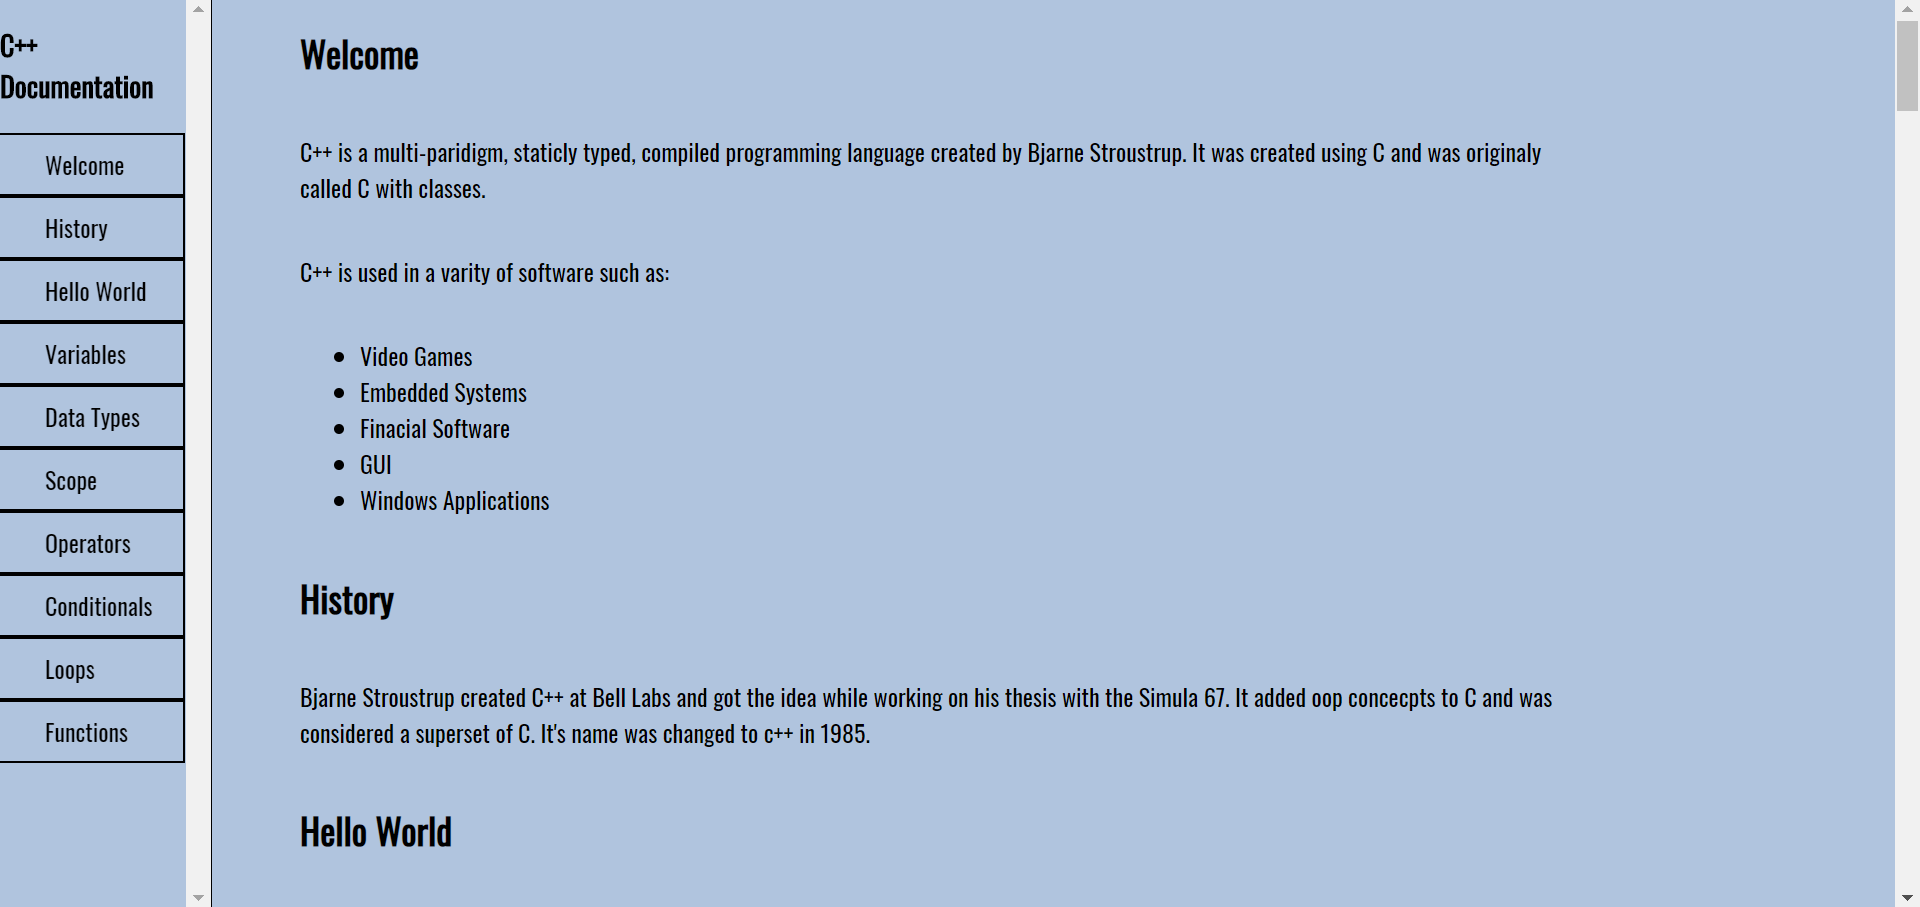 C++
Documentation
Welcome
History
Hello World
Variables
Data Types
Scope
Operators
Conditionals
Loops
Functions
Welcome
C++ is a multi-paridigm, staticly typed, compiled programming language created by Bjarne Stroustrup. It was created using C and was originaly
called C with classes.
C++ is used in a varity of software such as:
Video Games
Embedded Systems
Finacial Software
GUI
Windows Applications
History
Bjarne Stroustrup created C++ at Bell Labs and got the idea while working on his thesis with the Simula 67. It added oop concecpts to C and was
considered a superset of C. It's name was changed to c++ in 1985.
Hello World